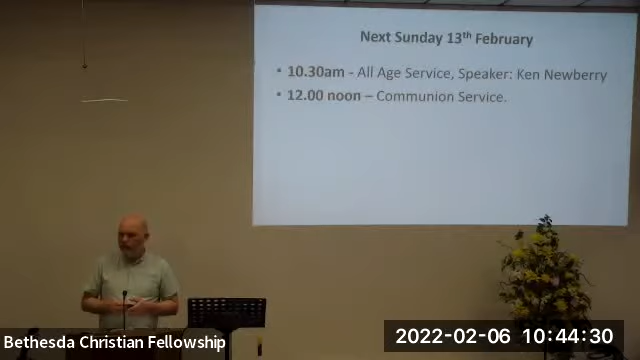 Next Sunday 13th February
▪ 10.30am - All Age Service, Speaker: Ken Newberry
▪ 12.00 noon – Communion Service.
Bethesda Christian Fellowship
2022-02-06 10:44:30